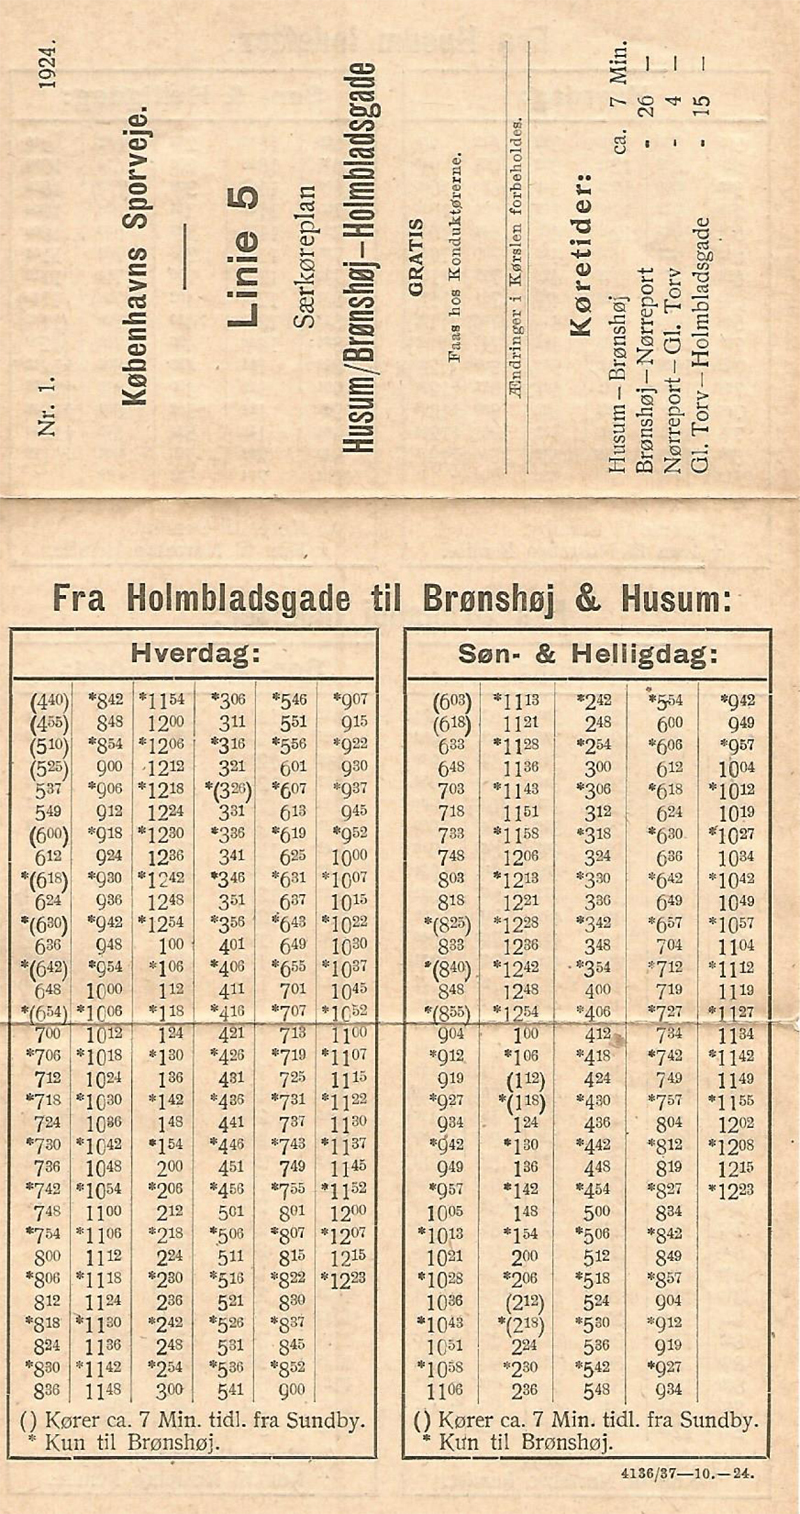 Nr. 1. 1924.
Københavns Sporveje.
Linie 5
Særkøreplan
Husum/Brønshøj—Holmbladsgade
GRATIS
Faas hos Konduktørerne.
Ændringer i Kørslen forbeholdes.
Køretider:
Husum — Brønshøj ca. 7 Min.
Brønshøj—Nørreport - 26 —
Nørreport — Gl. Torv - 4 —
Gl. Torv — Holmbladsgade - 15 —
Fra Holmbladsgade til Brønshøj & Husum:
Hverdag:
(440) *842 *1154 *306 *546 *907
(455) 848 1200 311 551 915
(510) *854 *1206 *316 *556 *922
(525) 900 1212 321 601 930
537 *906 *1218 *(326) *607 *937
549 912 1224 331 613 945
(600) *918 *1230 *336 *619 *952
612 924 1236 341 625 1000
*(618) *930 *1242 *346 *631 *1007
624 936 1248 351 637 1015
*(630) *942 *1254 *356 *643 *1022
636 948 100 401 649 1030
*(642) *954 *106 *406 *655 *1037
648 1000 112 411 701 1045
*(654) *1006 *118 *416 *707 *1052
700 1012 124 421 713 1100
*706 *1018 *130 *426 *719 *1107
712 1024 136 431 725 1115
*718 *1030 *142 *436 *731 *1122
724 1036 148 441 737 1130
*730 *1042 *154 *446 *743 *1137
736 1048 200 451 749 1145
*742 *1054 *206 *456 *755 *1152
748 1100 212 501 801 1200
*754 *1106 *218 *506 *807 *1207
800 1112 224 511 815 1215
*806 *1118 *230 *516 *822 *1223
812 1124 236 521 830
*818 *1130 *242 *526 *837
824 1136 248 531 845
*830 *1142 *254 *536 *852
836 1148 300 541 900
() Kører ca. 7 Min. tidl. fra Sundby.
* Kun til Brønshøj.
Søn- & Helligdag:
(603) *1113 *242 *554 *942
(618) 1121 248 600 949
633 *1128 *254 *606 *957
648 1136 300 612 1004
703 *1143 *306 *618 *1012
718 1151 312 624 1019
733 *1158 *318 *630 *1027
748 1206 324 636 1034
803 *1213 *330 *642 *1042
818 1221 336 649 1049
*(825) *1228 *342 *657 *1057
833 1236 348 704 1104
*(840) *1242 *354 *712 *1112
848 1248 400 719 1119
*(855) *1254 *406 *727 *1127
904 100 412 734 1134
*912 *106 *418 *742 *1142
919 (112) 424 749 1149
*927 *(118) *430 *757 *1155
934 124 436 804 1202
*942 *130 *442 *812 *1208
949 136 448 819 1215
*957 *142 *454 *827 *1223
1005 148 500 834
*1013 *154 *506 *842
1021 200 512 849
*1028 *206 *518 *857
1036 (212) 524 904
*1043 *(218) *530 *912
1051 224 536 919
*1058 *230 *542 *927
1106 236 548 934
() Kører ca. 7 Min. tidl. fra Sundby.
* Kun til Brønshøj.
4136/37—10.—24.